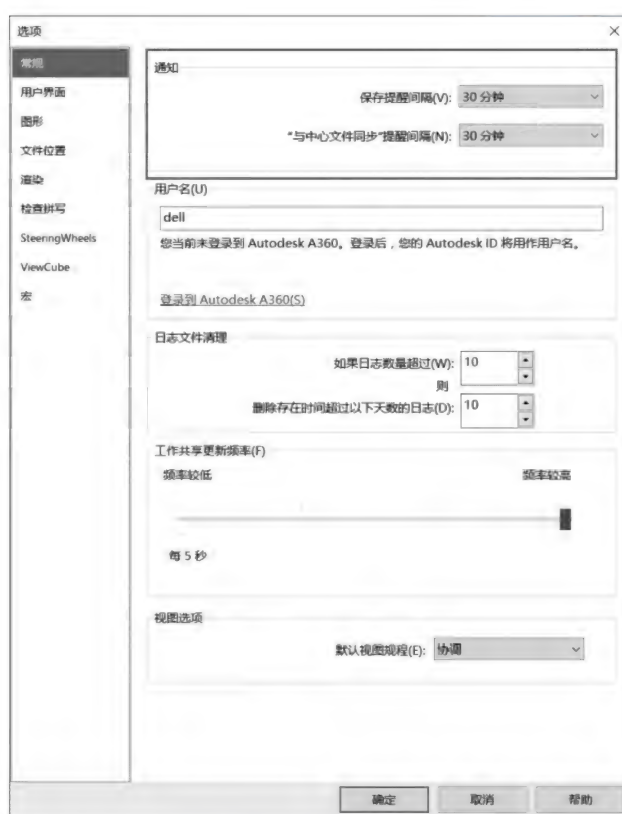 选项
常规
用户界面
图形
文件位置
渲染
检查拼写
SteeringWheels
ViewCube
宏
通知
保存提醒间隔(V): 30 分钟
"与中心文件同步"提醒间隔(N): 30 分钟
用户名(U)
dell
您当前未登录到 Autodesk A360。登录后，您的 Autodesk ID 将用作用户名。
登录到 Autodesk A360(S)
日志文件清理
如果日志数量超过(W): 10
则
删除存在时间超过以下天数的日志(D): 10
工作共享更新频率(F)
频率较低 频率较高
每 5 秒
视图选项
默认视图规程(E): 协调
确定 取消 帮助